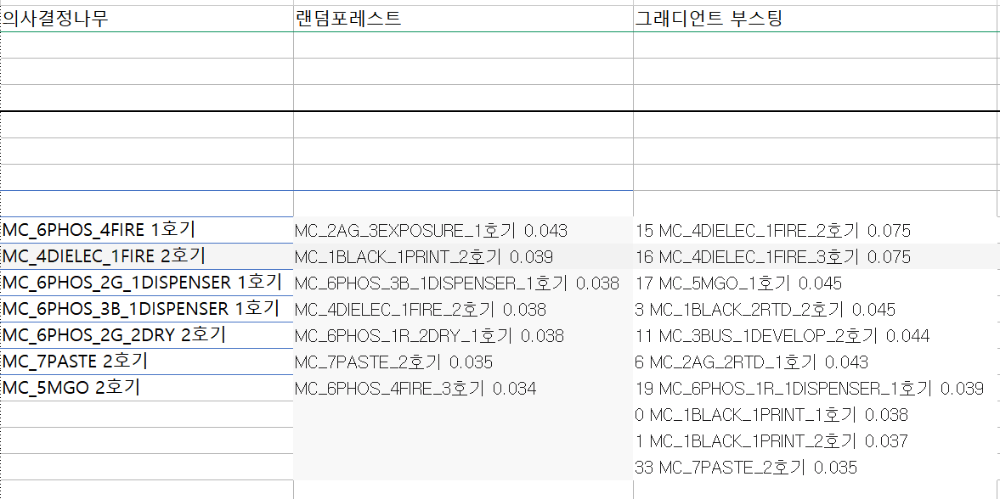 의사결정나무 랜덤포레스트 그래디언트 부스팅
MC_6PHOS_4FIRE 1호기 MC_2AG_3EXPOSURE_1호기 0.043 15 MC_4DIELEC_1FIRE_2호기 0.075
MC_4DIELEC_1FIRE 2호기 MC_1BLACK_1PRINT_2호기 0.039 16 MC_4DIELEC_1FIRE_3호기 0.075
MC_6PHOS_2G_1DISPENSER 1호기 MC_6PHOS_3B_1DISPENSER_1호기 0.038 17 MC_5MGO_1호기 0.045
MC_6PHOS_3B_1DISPENSER 1호기 MC_4DIELEC_1FIRE_2호기 0.038 3 MC_1BLACK_2RTD_2호기 0.045
MC_6PHOS_2G_2DRY 2호기 MC_6PHOS_1R_2DRY_1호기 0.038 11 MC_3BUS_1DEVELOP_2호기 0.044
MC_7PASTE 2호기 MC_7PASTE_2호기 0.035 6 MC_2AG_2RTD_1호기 0.043
MC_5MGO 2호기 MC_6PHOS_4FIRE_3호기 0.034 19 MC_6PHOS_1R_1DISPENSER_1호기 0.039
0 MC_1BLACK_1PRINT_1호기 0.038
1 MC_1BLACK_1PRINT_2호기 0.037
33 MC_7PASTE_2호기 0.035